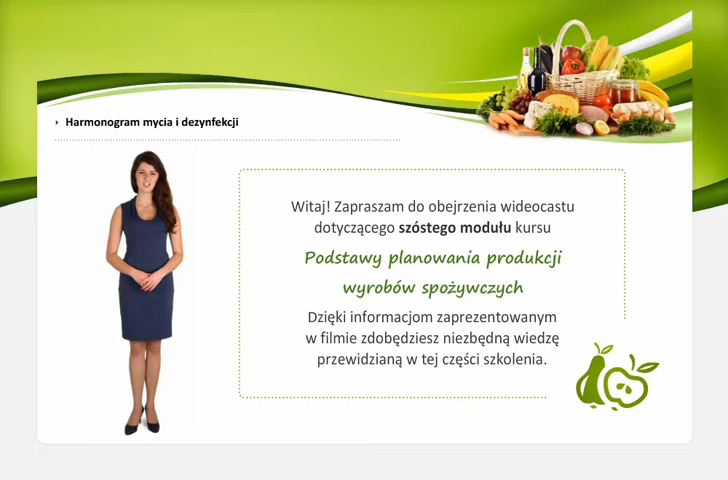 Harmonogram mycia i dezynfekcji
Witaj! Zapraszam do obejrzenia wideocastu
dotyczącego szóstego modułu kursu
Podstawy planowania produkcji
wyrobów spożywczych
Dzięki informacjom zaprezentowanym
w filmie zdobędziesz niezbędną wiedzę
przewidzianą w tej części szkolenia.